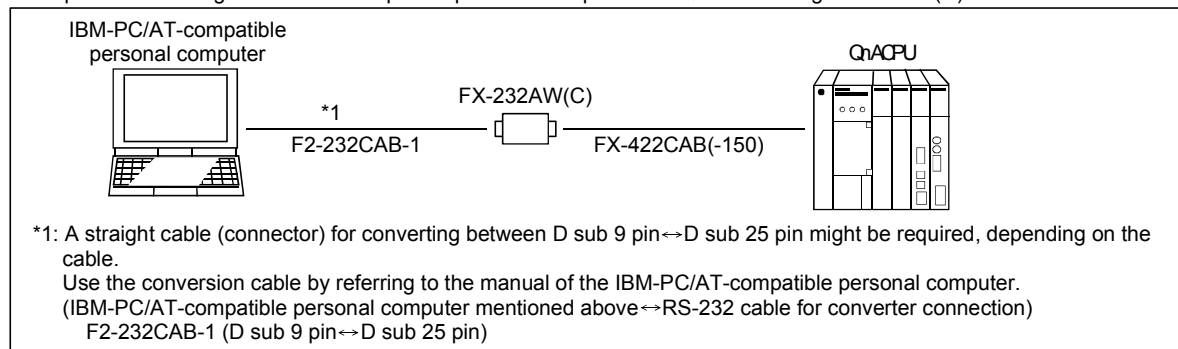 IBM-PC/AT-compatible
personal computer
QnACPU
*1
FX-232AW(C)
F2-232CAB-1
FX-422CAB(-150)
*1: A straight cable (connector) for converting between D sub 9 pin↔D sub 25 pin might be required, depending on the
cable.
Use the conversion cable by referring to the manual of the IBM-PC/AT-compatible personal computer.
(IBM-PC/AT-compatible personal computer mentioned above↔RS-232 cable for converter connection)
F2-232CAB-1 (D sub 9 pin↔D sub 25 pin)